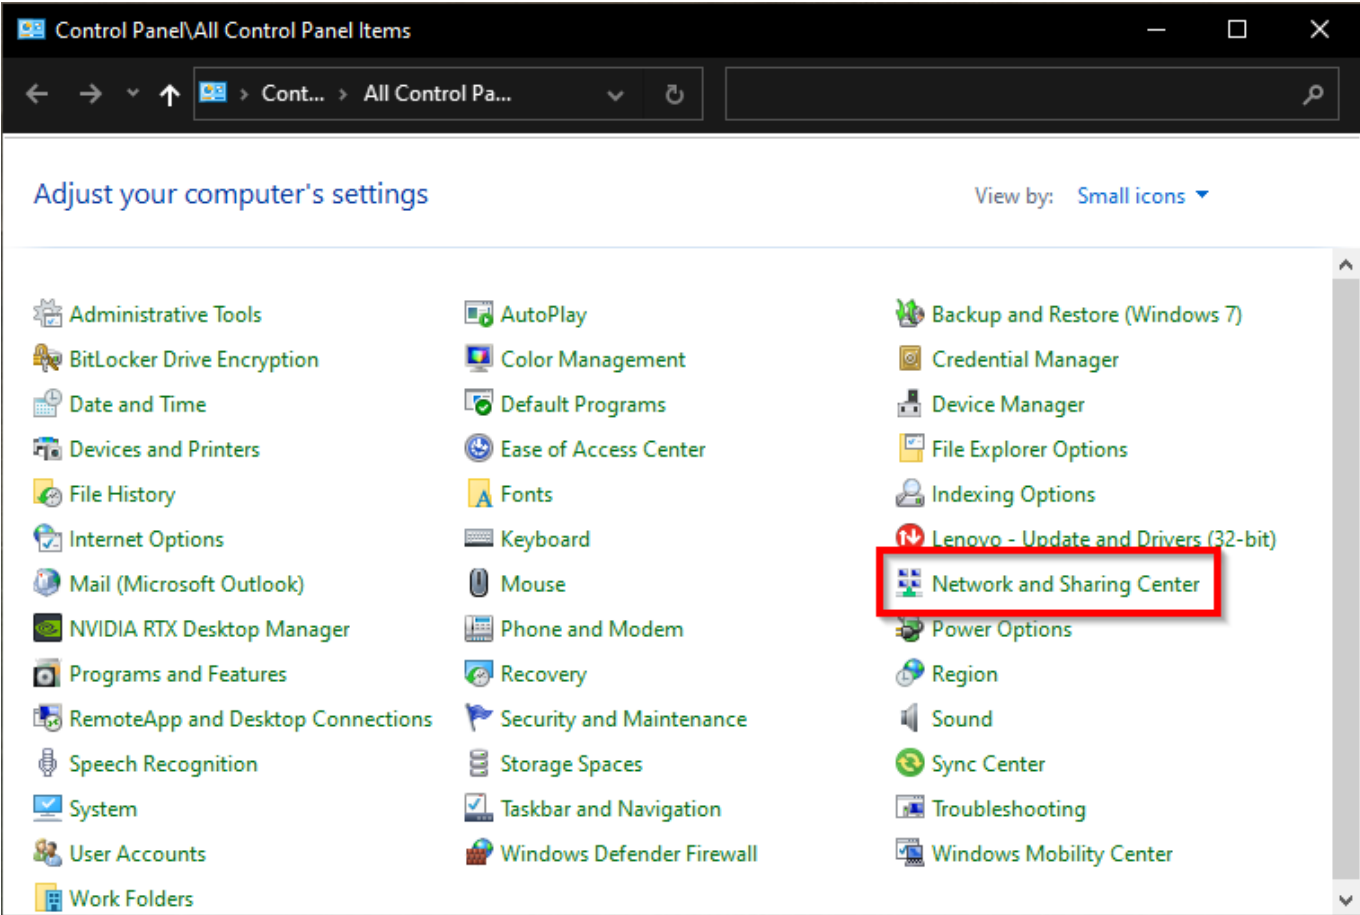 Control Panel\All Control Panel Items
Cont... All Control Pa...
Adjust your computer's settings
View by: Small icons
Administrative Tools
AutoPlay
Backup and Restore (Windows 7)
BitLocker Drive Encryption
Color Management
Credential Manager
Date and Time
Default Programs
Device Manager
Devices and Printers
Ease of Access Center
File Explorer Options
File History
Fonts
Indexing Options
Internet Options
Keyboard
Lenovo - Update and Drivers (32-bit)
Mail (Microsoft Outlook)
Mouse
Network and Sharing Center
NVIDIA RTX Desktop Manager
Phone and Modem
Power Options
Programs and Features
Recovery
Region
RemoteApp and Desktop Connections
Security and Maintenance
Sound
Speech Recognition
Storage Spaces
Sync Center
System
Taskbar and Navigation
Troubleshooting
User Accounts
Windows Defender Firewall
Windows Mobility Center
Work Folders